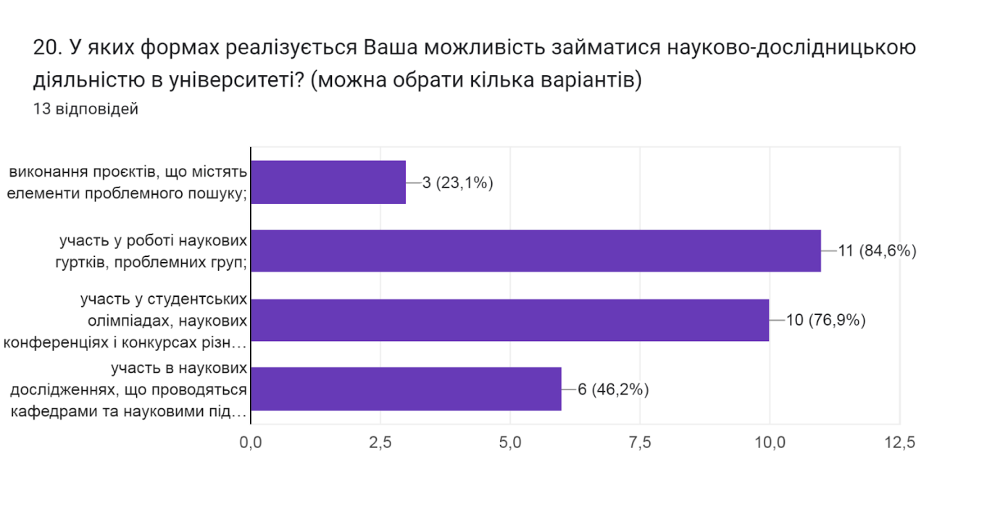 20. У яких формах реалізується Ваша можливість займатися науково-дослідницькою
діяльністю в університеті? (можна обрати кілька варіантів)
13 відповідей
виконання проєктів, що містять
елементи проблемного пошуку;
3 (23,1%)
участь у роботі наукових
гуртків, проблемних груп;
11 (84,6%)
участь у студентських
олімпіадах, наукових
конференціях і конкурсах різн…
10 (76,9%)
участь в наукових
дослідженнях, що проводяться
кафедрами та науковими під…
6 (46,2%)
0,0 2,5 5,0 7,5 10,0 12,5